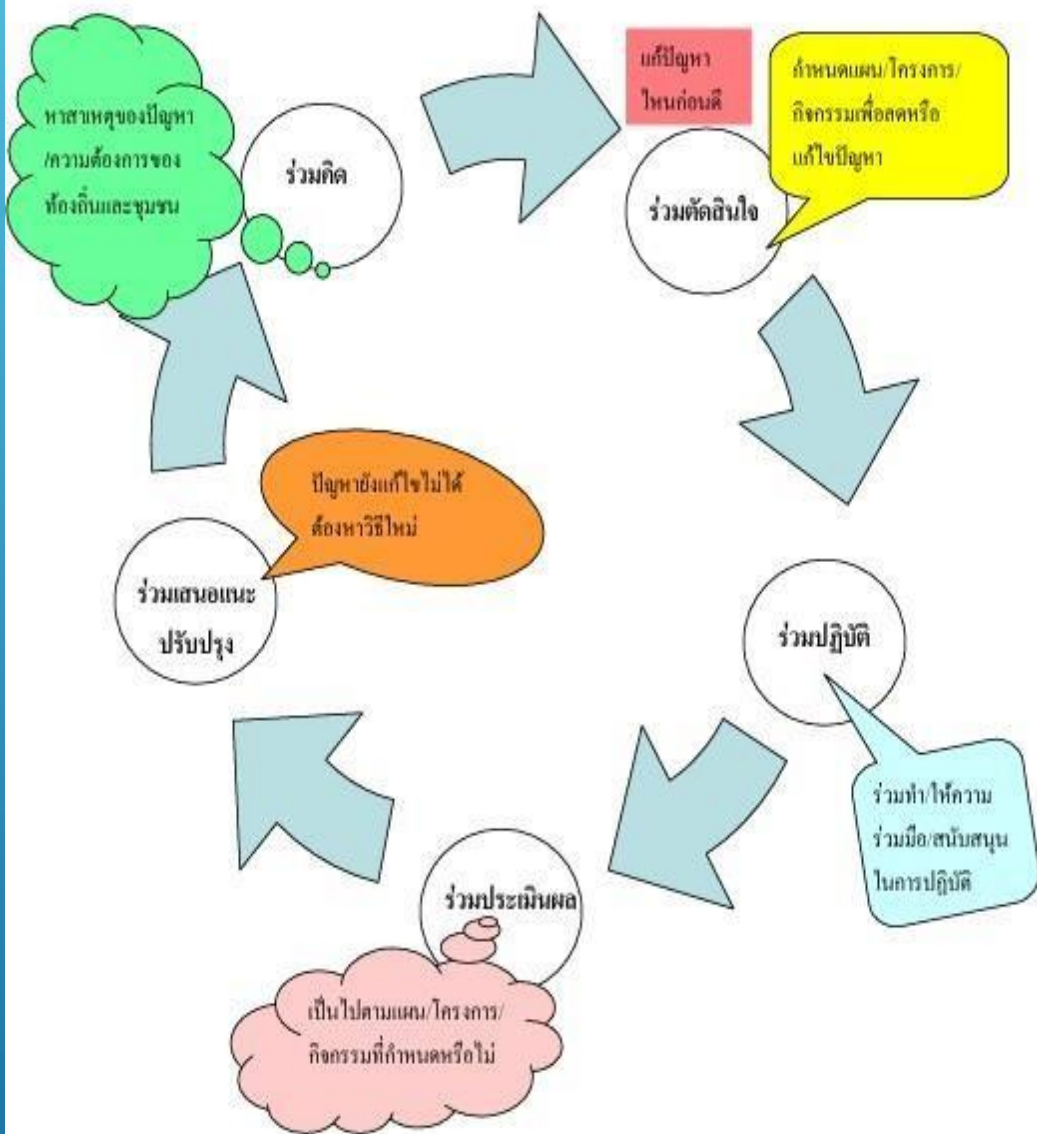 หาสาเหตุของปัญหา
/ความต้องการของ
ท้องถิ่นและชุมชน
ร่วมคิด
แก้ปัญหา
ไหนก่อนดี
ร่วมตัดสินใจ
กำหนดแผน/โครงการ/
กิจกรรมเพื่อลดหรือ
แก้ไขปัญหา
ร่วมปฏิบัติ
ร่วมทำ/ให้ความ
ร่วมมือ/สนับสนุน
ในการปฏิบัติ
ร่วมประเมินผล
เป็นไปตามแผน/โครงการ/
กิจกรรมที่กำหนดหรือไม่
ร่วมเสนอแนะ
ปรับปรุง
ปัญหายังแก้ไขไม่ได้
ต้องหาวิธีใหม่